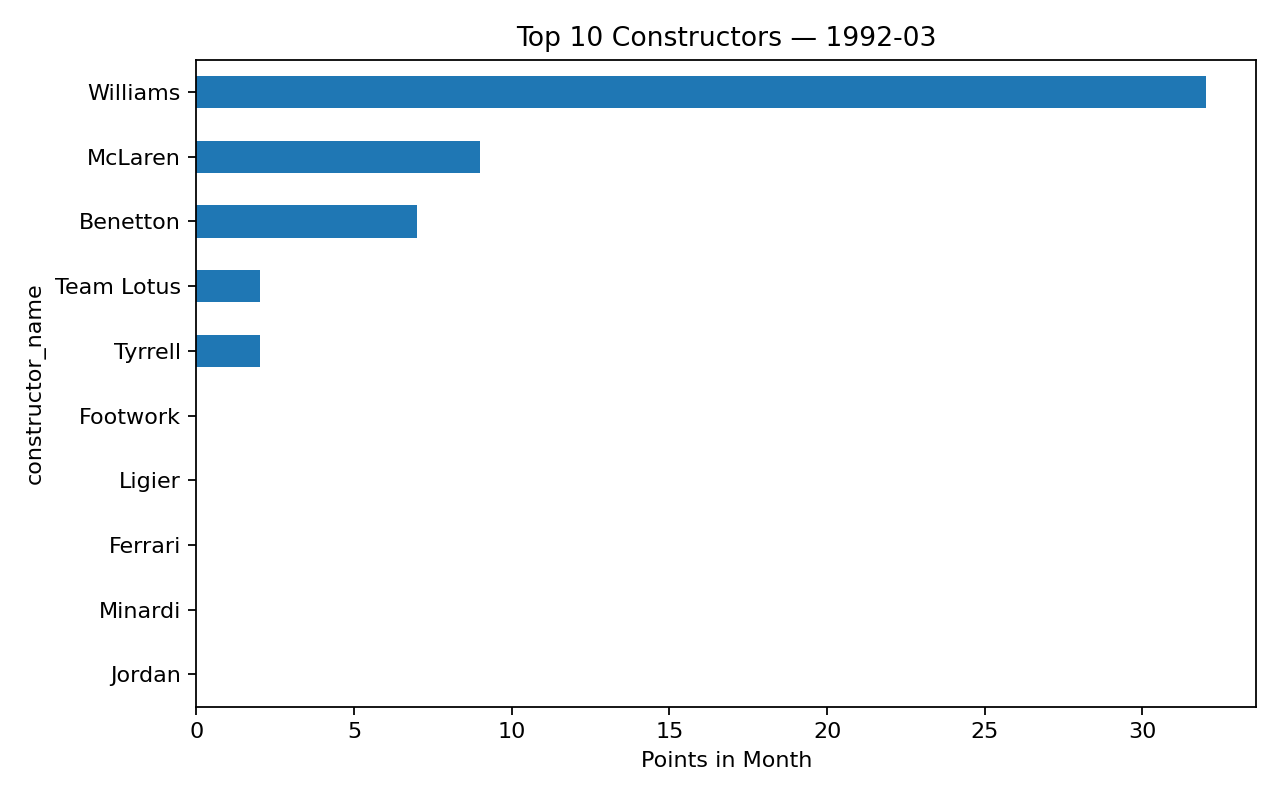 Top 10 Constructors — 1992-03
Williams
McLaren
Benetton
Team Lotus
Tyrrell
Footwork
Ligier
Ferrari
Minardi
Jordan
constructor_name
0 5 10 15 20 25 30
Points in Month